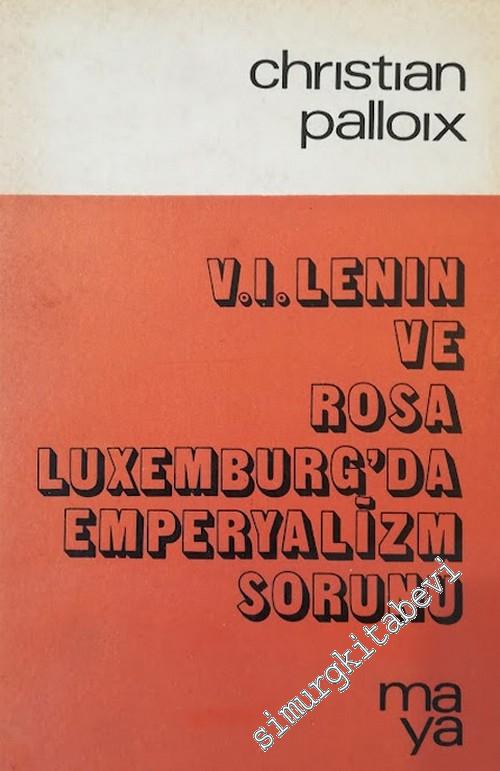 christian
palloix
V.I. LENIN
VE
ROSA
LUXEMBURG'DA
EMPERYALİZM
SORUNU
simurgkitabevi
ma
ya